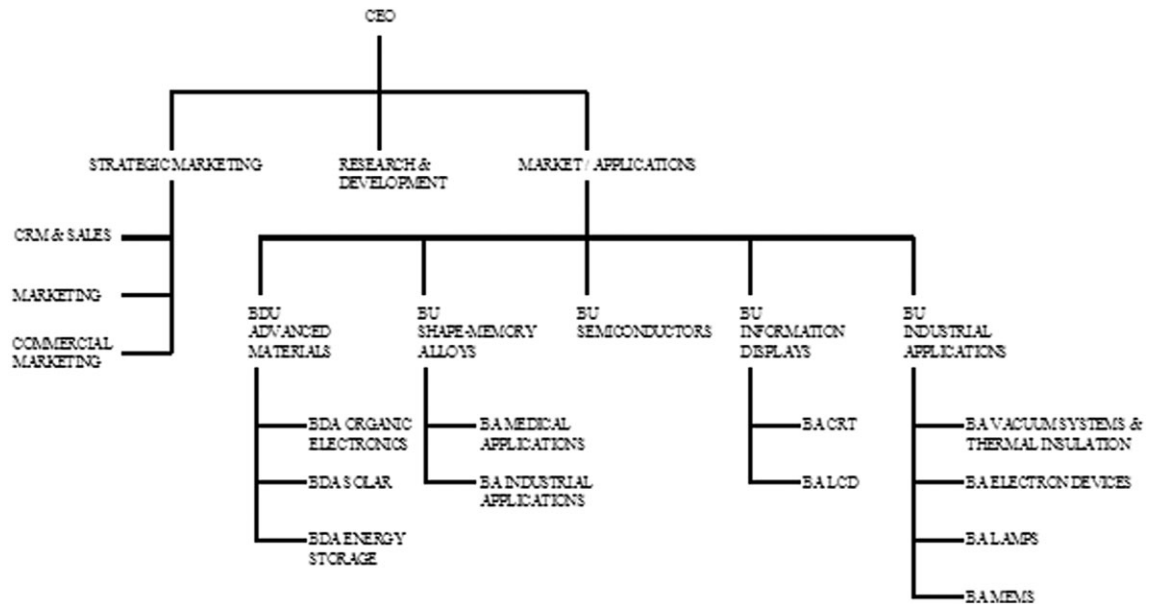 CEO
STRATEGIC MARKETING
RESEARCH &
DEVELOPMENT
MARKET / APPLICATIONS
CRM & SALES
MARKETING
COMMERCIAL
MARKETING
BDU
ADVANCED
MATERIALS
BU
SHAPE-MEMORY
ALLOYS
BU
SEMICONDUCTORS
BU
INFORMATION
DISPLAYS
BU
INDUSTRIAL
APPLICATIONS
BDA ORGANIC
ELECTRONICS
BDA SOLAR
BDA ENERGY
STORAGE
BA MEDICAL
APPLICATIONS
BA INDUSTRIAL
APPLICATIONS
BA CRT
BA LCD
BA VACUUM SYSTEMS &
THERMAL INSULATION
BA ELECTRON DEVICES
BA LAMPS
BA MEMS